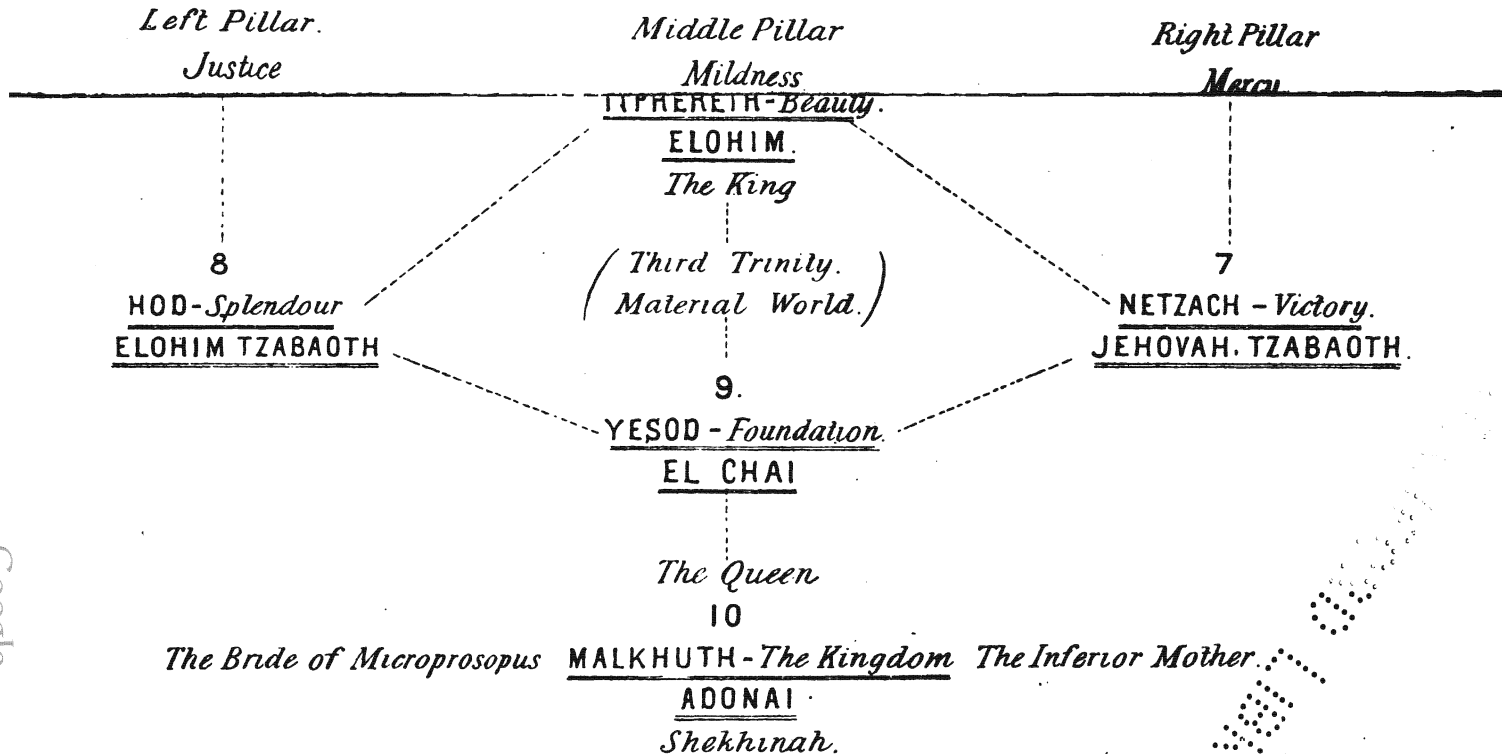 Left Pillar. Middle Pillar Right Pillar
Justice Mildness Mercy
TIPHERETH-Beauty.
ELOHIM.
The King
8 (Third Trinity. 7
HOD-Splendour Material World.) NETZACH - Victory.
ELOHIM TZABAOTH JEHOVAH. TZABAOTH.
9.
YESOD - Foundation.
EL CHAI
The Queen
10
The Bride of Microprosopus MALKHUTH - The Kingdom The Inferior Mother.
ADONAI
Shekhinah.